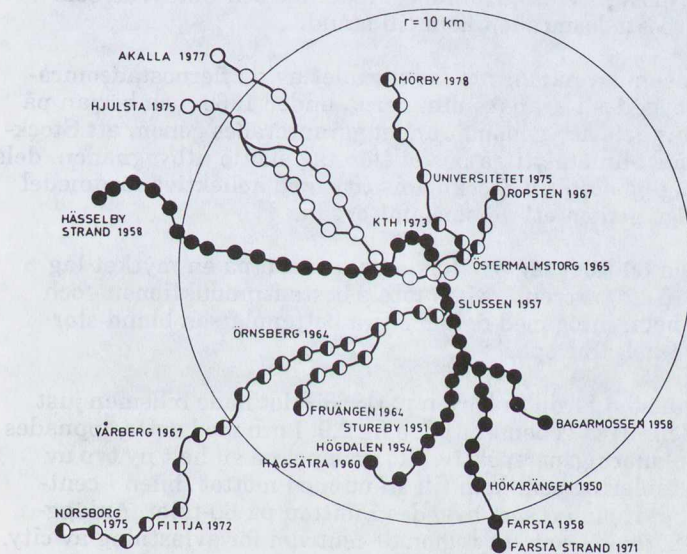 r = 10 km
AKALLA 1977
MÖRBY 1978
HJULSTA 1975
UNIVERSITETET 1975
ROPSTEN 1967
KTH 1973
HÄSSELBY
STRAND 1958
ÖSTERMALMSTORG 1965
SLUSSEN
ÖRNSBERG 1964
FRUÄNGEN 1964
STUREBY 1951
BAGARMOSSEN 1958
VÅRBERG 1967
HÖGDALEN 1954
HAGSÄTRA 1960
HÖKARÄNGEN 1950
NORSBORG
1975
FITTJA 1972
FARSTA 1958
FARSTA STRAND 1971